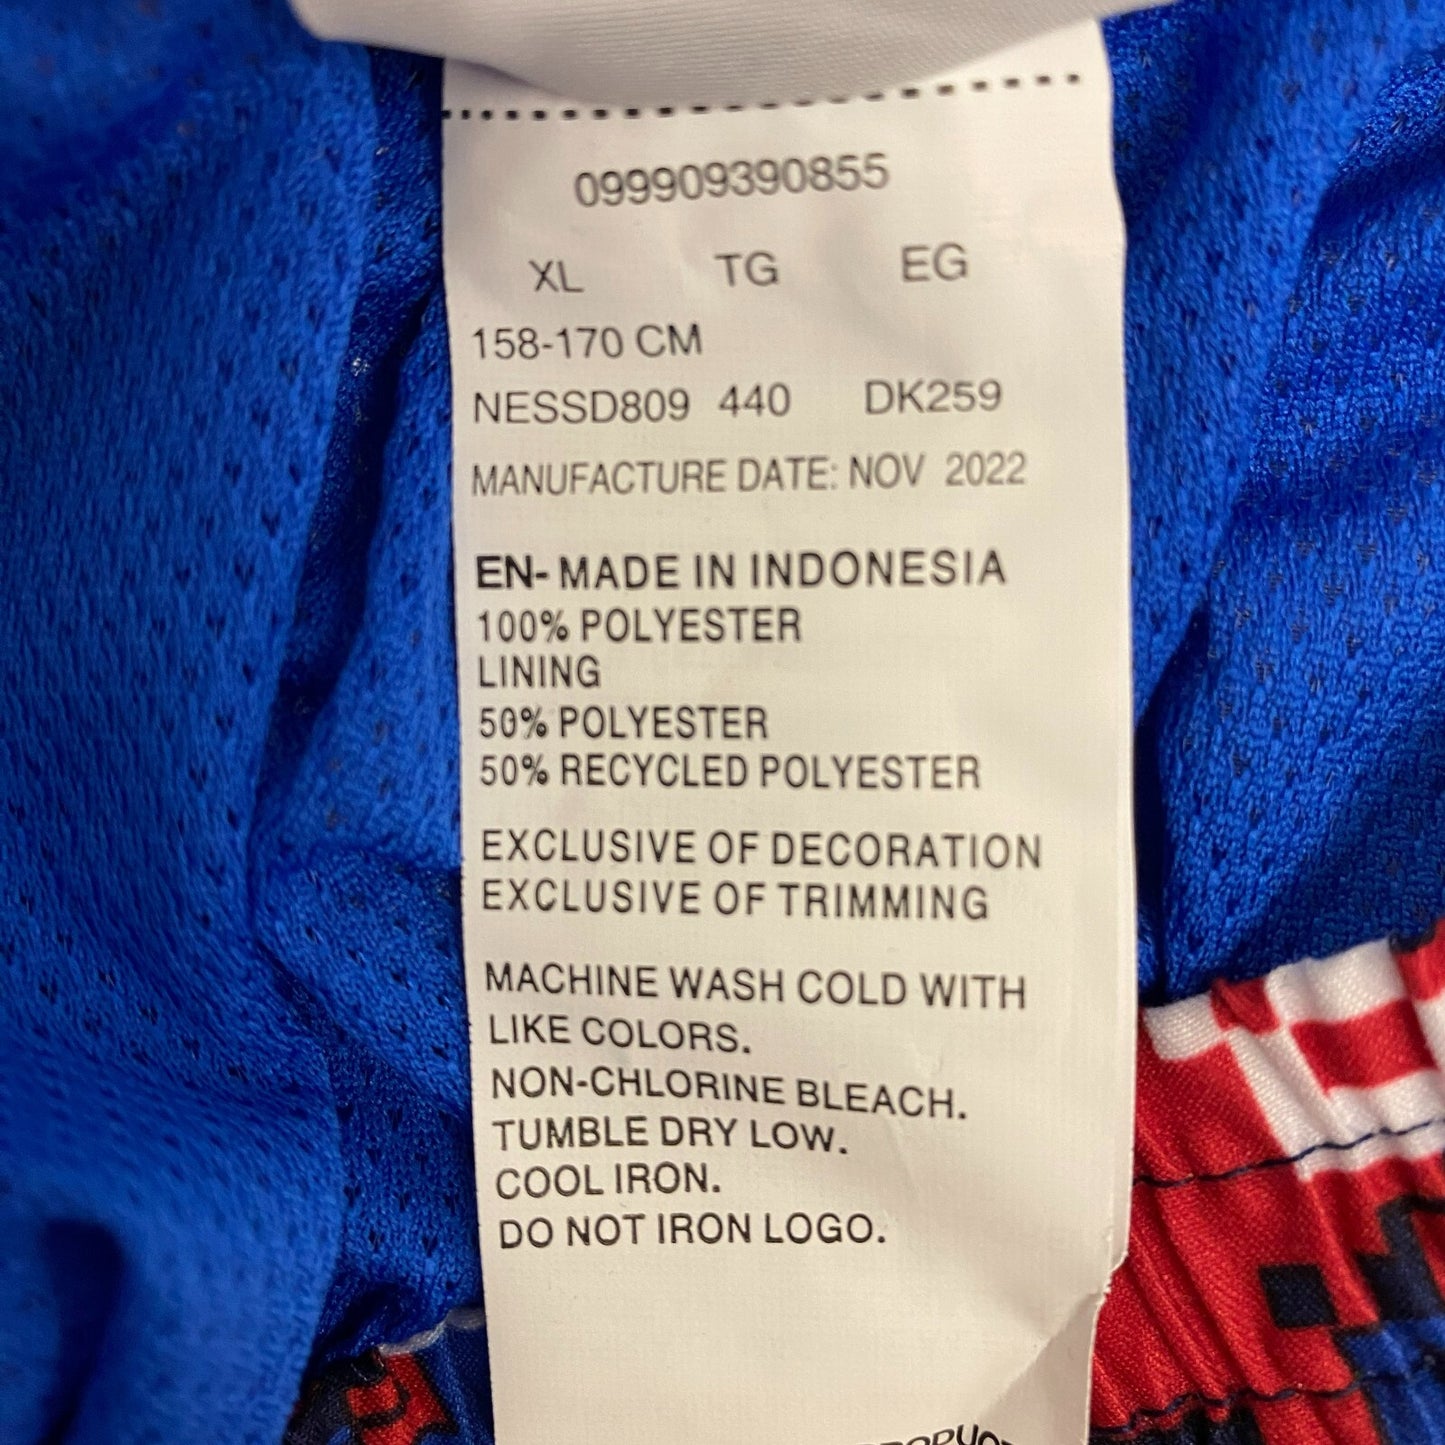 099909390855
XL TG EG
158-170 CM
NESSD809 440 DK259
MANUFACTURE DATE: NOV 2022
EN- MADE IN INDONESIA
100% POLYESTER
LINING
50% POLYESTER
50% RECYCLED POLYESTER
EXCLUSIVE OF DECORATION
EXCLUSIVE OF TRIMMING
MACHINE WASH COLD WITH
LIKE COLORS.
NON-CHLORINE BLEACH.
TUMBLE DRY LOW.
COOL IRON.
DO NOT IRON LOGO.